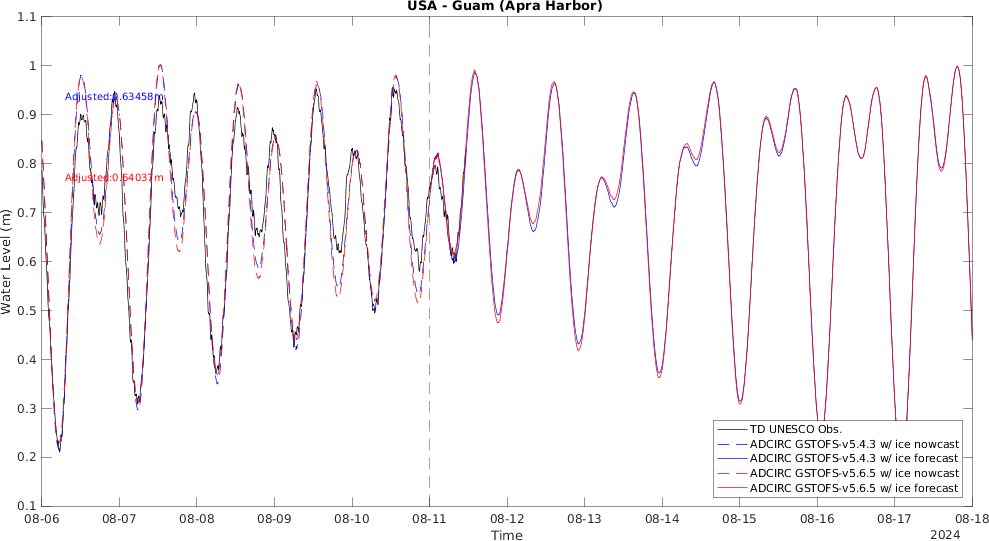 USA - Guam (Apra Harbor)
1.1
1
0.9
0.8
0.7
0.6
0.5
0.4
0.3
0.2
0.1
Water Level (m)
Adjusted:0.63458m
Adjusted:0.64037m
TD UNESCO Obs.
ADCIRC GSTOFS-v5.4.3 w/ ice nowcast
ADCIRC GSTOFS-v5.4.3 w/ ice forecast
ADCIRC GSTOFS-v5.6.5 w/ ice nowcast
ADCIRC GSTOFS-v5.6.5 w/ ice forecast
08-06 08-07 08-08 08-09 08-10 08-11 08-12 08-13 08-14 08-15 08-16 08-17 08-18
Time
2024